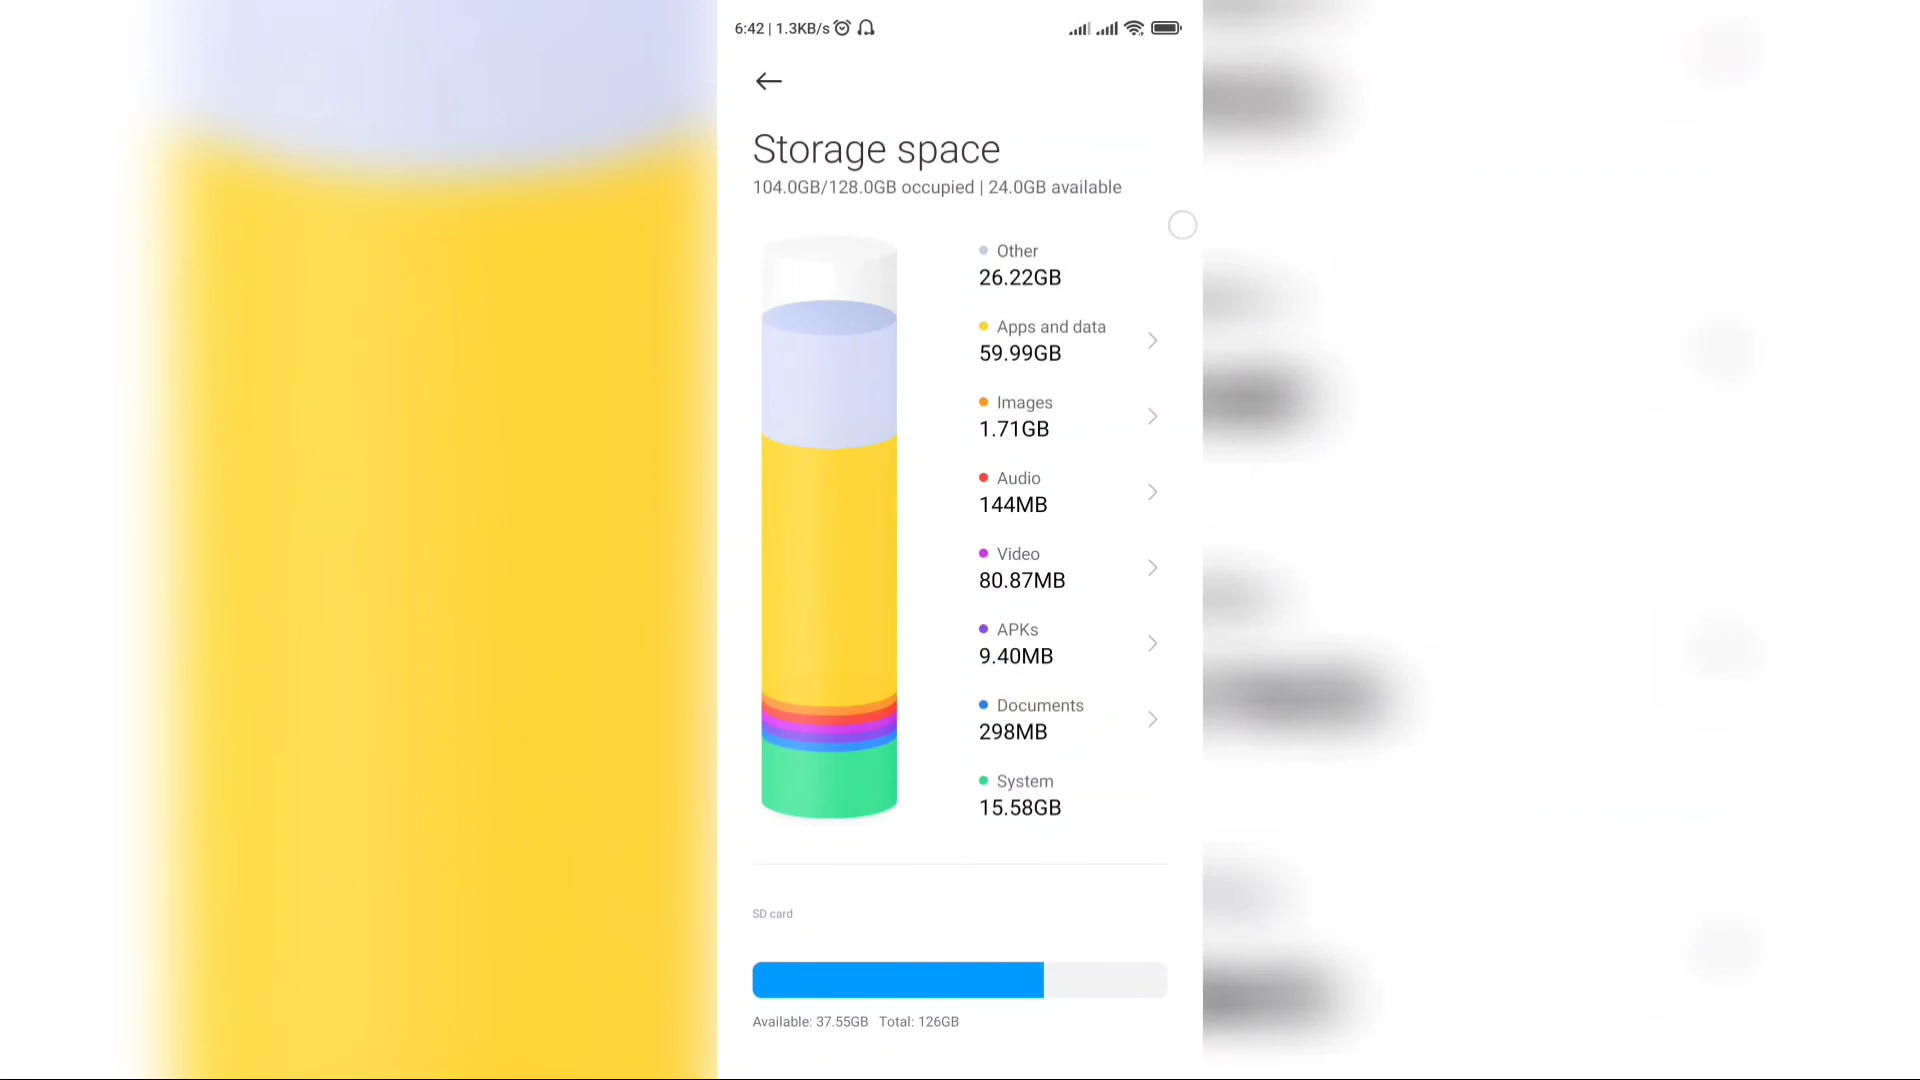 6:42 | 1.3KB/s
Storage space
104.0GB/128.0GB occupied | 24.0GB available
Other
26.22GB
Apps and data
59.99GB
Images
1.71GB
Audio
144MB
Video
80.87MB
APKs
9.40MB
Documents
298MB
System
15.58GB
SD card
Available: 37.55GB Total: 126GB